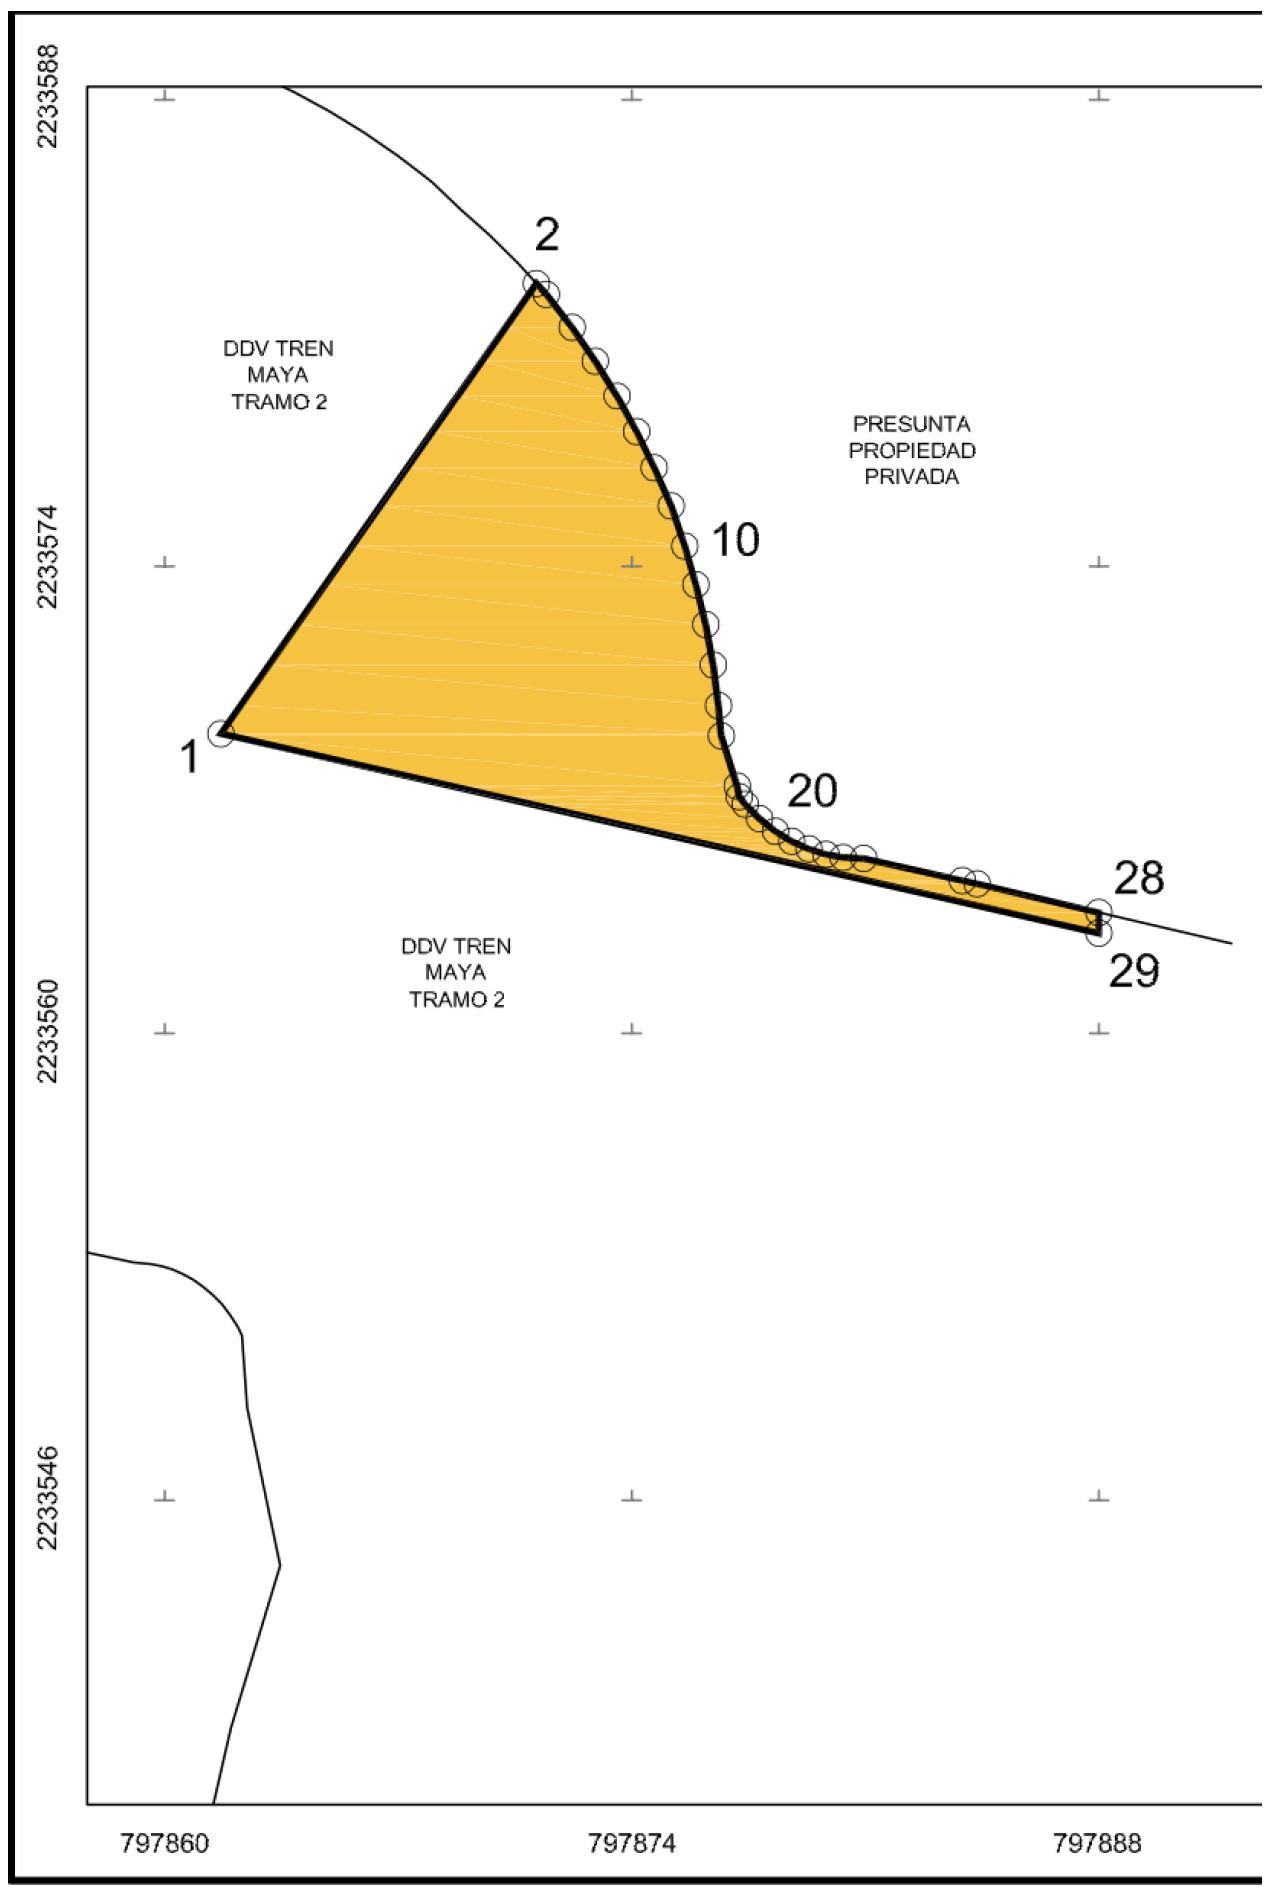 2233588
2
DDV TREN
MAYA
TRAMO 2
PRESUNTA
PROPIEDAD
PRIVADA
2233574
10
1
20
28
29
DDV TREN
MAYA
TRAMO 2
2233560
2233546
797860
797874
797888